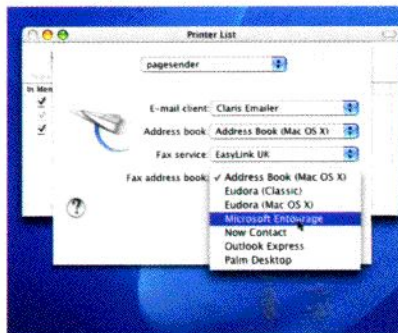 Printer List
pagesender
In Men
E-mail client: Claris Emailer
Address book: Address Book (Mac OS X)
Fax service: EasyLink UK
Fax address book: ✓ Address Book (Mac OS X)
Eudora (Classic)
Eudora (Mac OS X)
Microsoft Entourage
Now Contact
Outlook Express
Palm Desktop
?